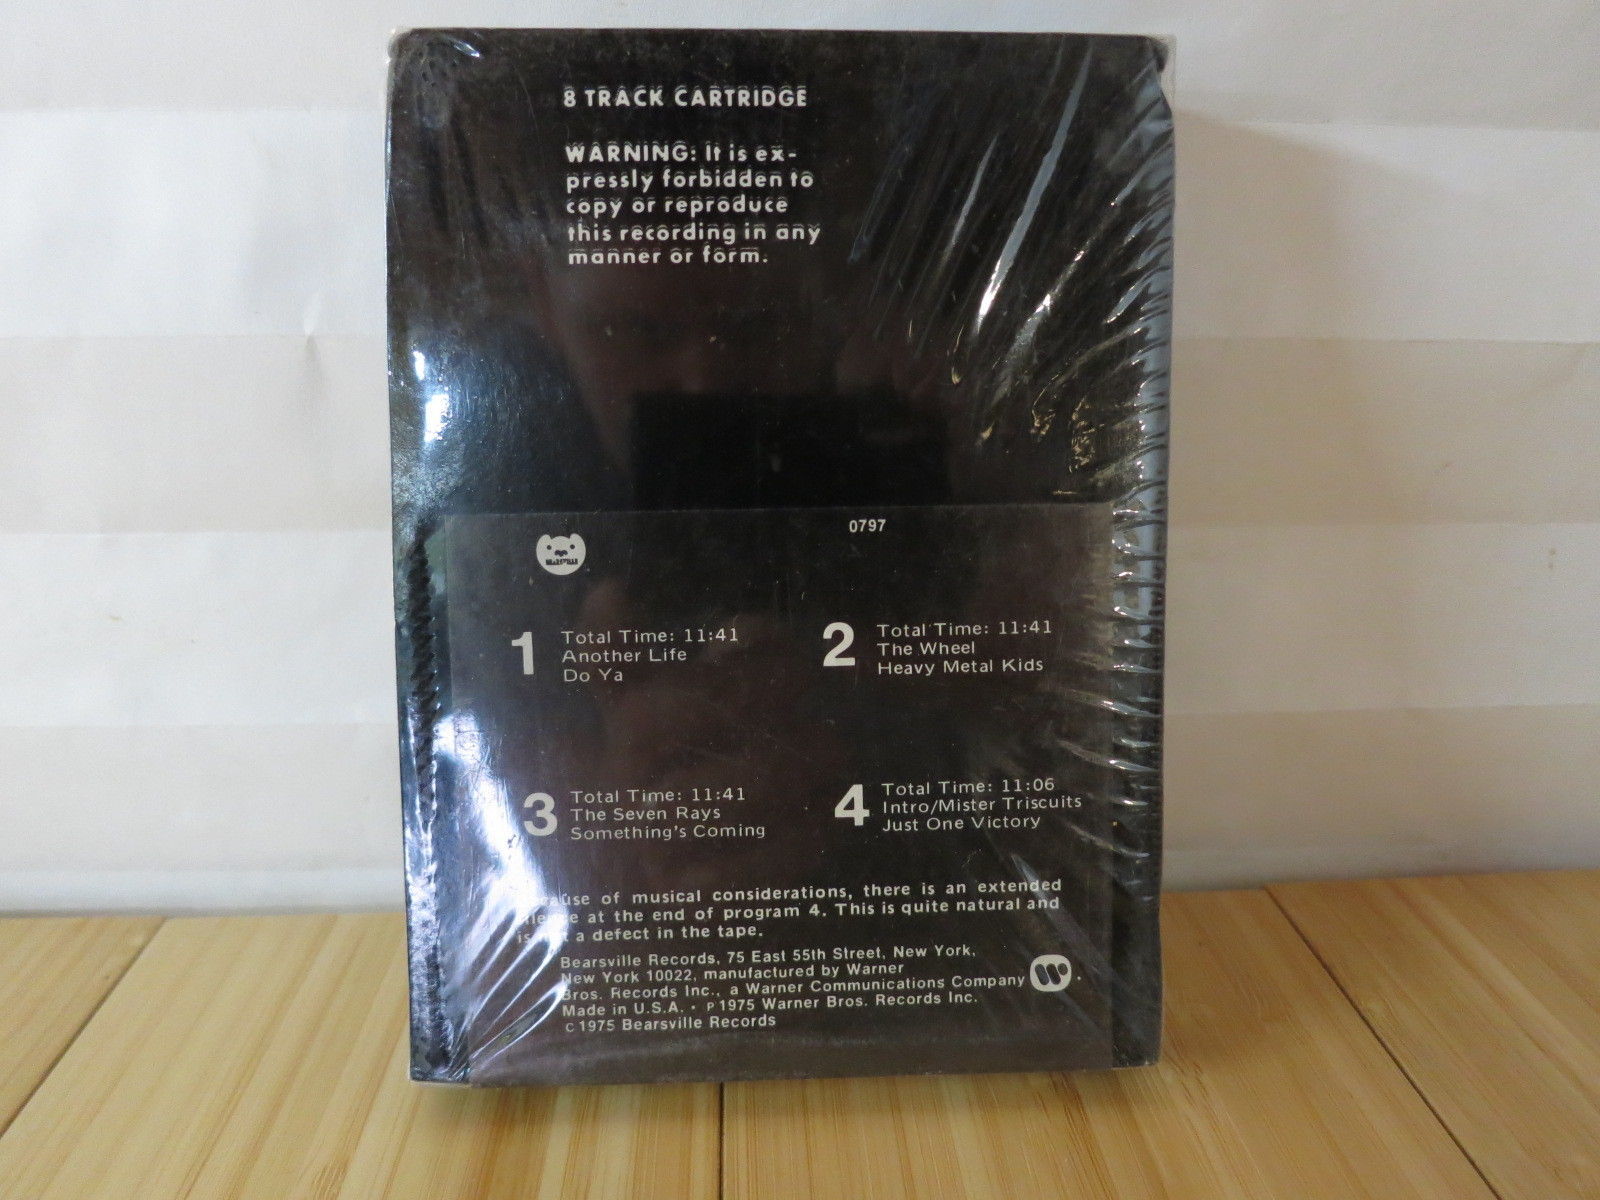 8 TRACK CARTRIDGE
WARNING: It is ex-
pressly forbidden to
copy or reproduce
this recording in any
manner or form.
0797
1
Total Time: 11:41
Another Life
Do Ya
2
Total Time: 11:41
The Wheel
Heavy Metal Kids
3
Total Time: 11:41
The Seven Rays
Something's Coming
4
Total Time: 11:06
Intro/Mister Triscuits
Just One Victory
of musical considerations, there is an extended
at the end of program 4. This is quite natural and
is a defect in the tape.
Bearsville Records, 75 East 55th Street, New York,
New York 10022, manufactured by Warner
Bros. Records Inc., a Warner Communications Company W.
Made in U.S.A. · P 1975 Warner Bros. Records Inc.
C 1975 Bearsville Records